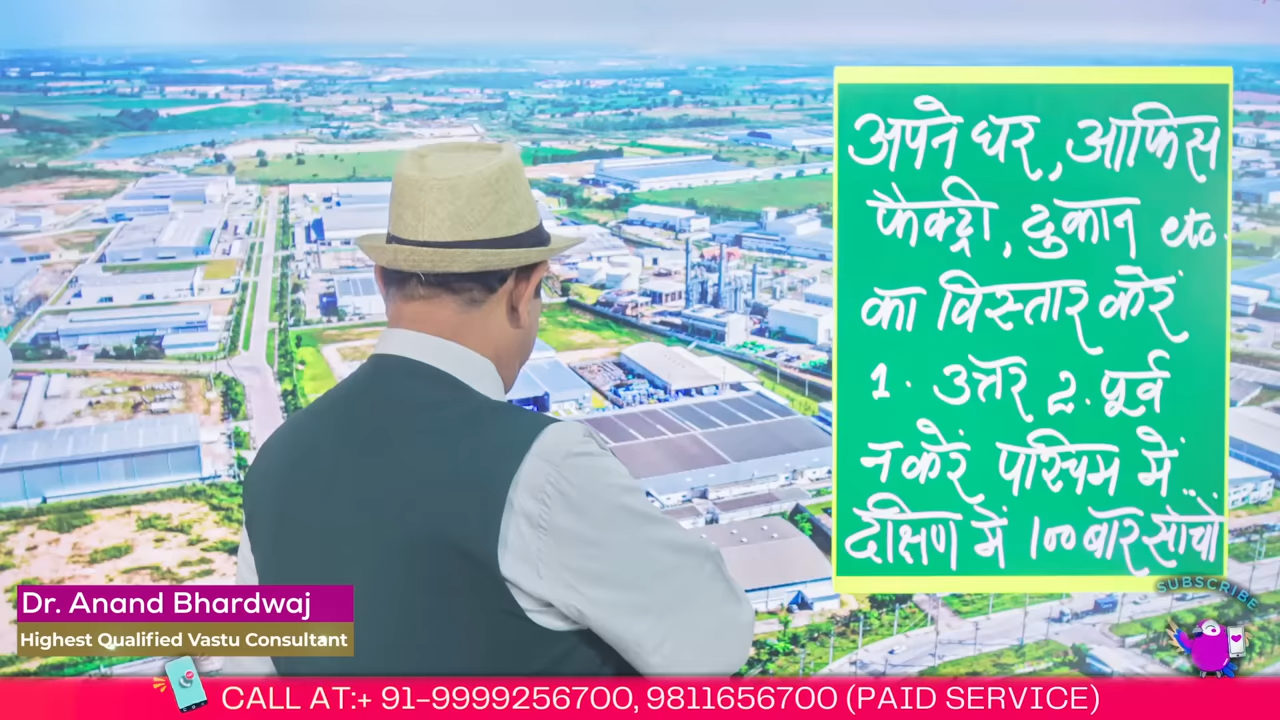 अपने घर, आफिस
फैक्ट्री, दुकान etc.
का विस्तार करें
1. उत्तर 2. पूर्व
न करें पश्चिम में
दक्षिण में 100 बार सोचों
SUBSCRIBE
Dr. Anand Bhardwaj
Highest Qualified Vastu Consultant
CALL AT:+ 91-9999256700, 9811656700 (PAID SERVICE)